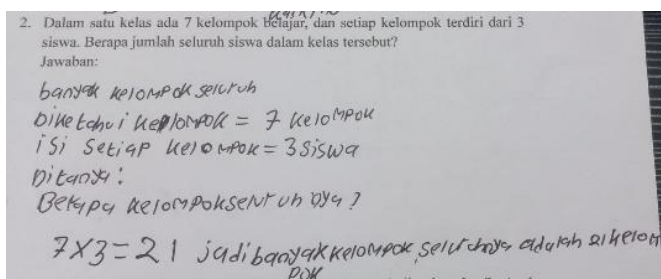 2. Dalam satu kelas ada 7 kelompok belajar, dan setiap kelompok terdiri dari 3
siswa. Berapa jumlah seluruh siswa dalam kelas tersebut?
Jawaban:
banyak kelompok seluruh
Diketahui kelompok = 7 kelompok
isi setiap kelompok = 3 siswa
Ditanya:
Berapa kelompok seluruhnya?
7x3=21 jadi banyak kelompok seluruhnya adalah 21 kelom
pok